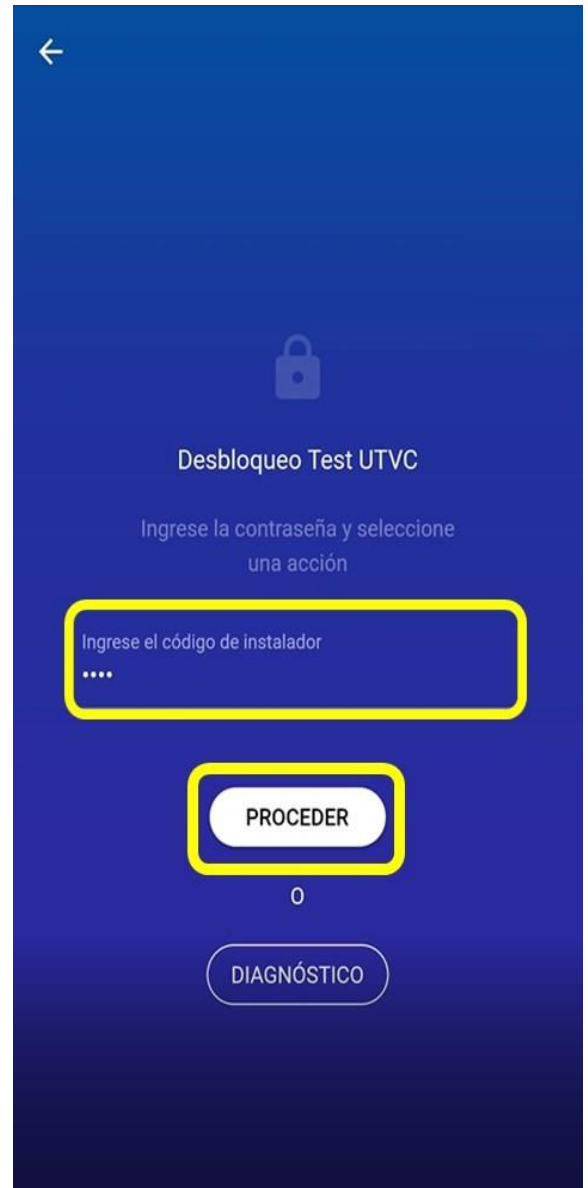 Desbloqueo Test UTVC
Ingrese la contraseña y seleccione
una acción
Ingrese el código de instalador
••••
PROCEDER
O
DIAGNÓSTICO